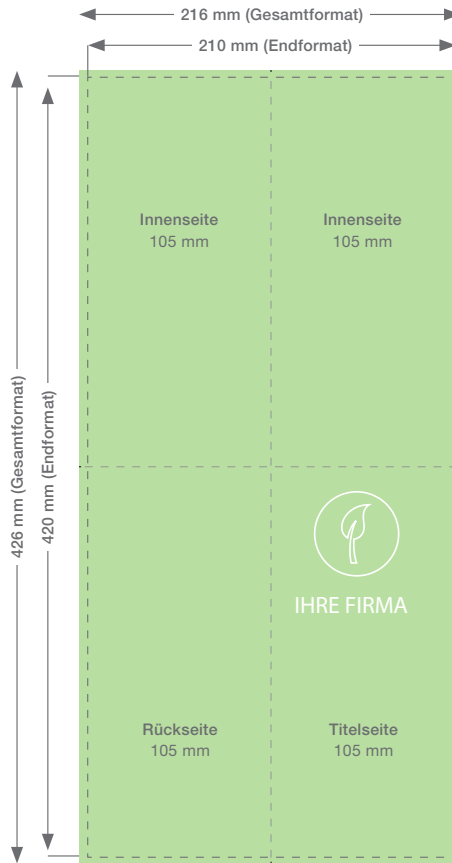 216 mm (Gesamtformat)
210 mm (Endformat)
426 mm (Gesamtformat)
420 mm (Endformat)
Innenseite
105 mm
Innenseite
105 mm
IHRE FIRMA
Rückseite
105 mm
Titelseite
105 mm